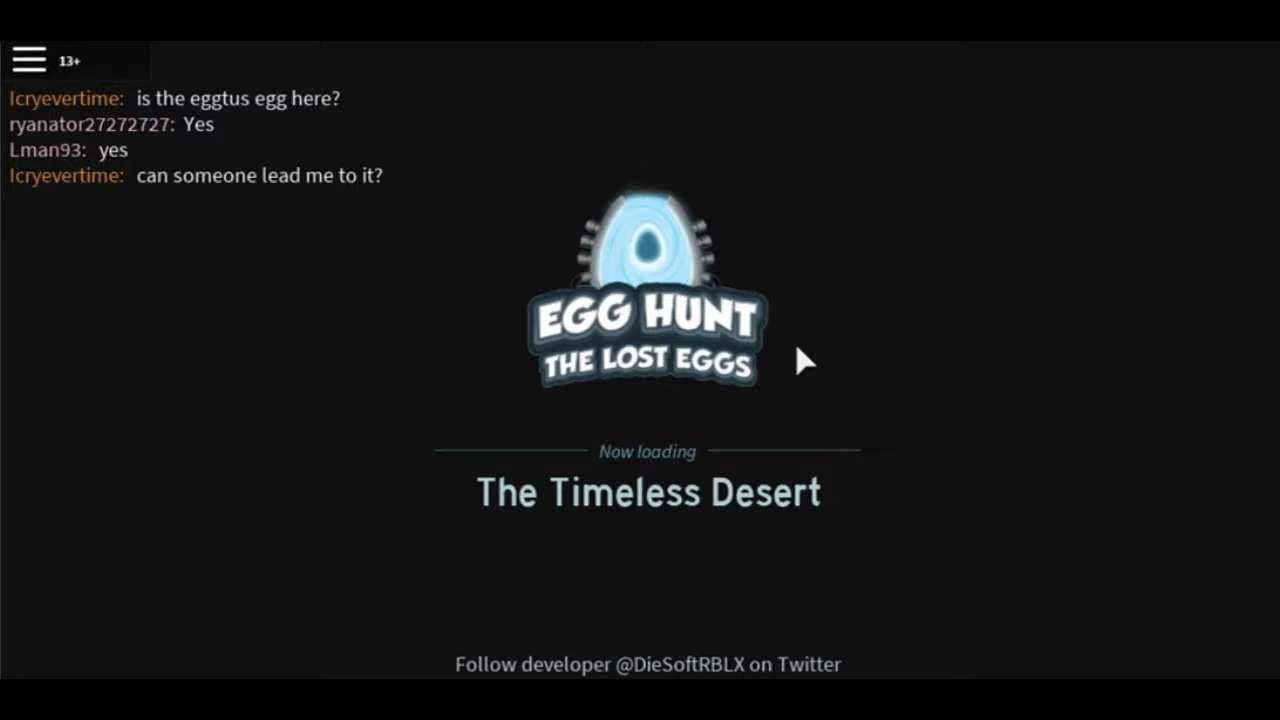 13+
Icryevertime: is the eggtus egg here?
ryanator27272727: Yes
Lman93: yes
Icryevertime: can someone lead me to it?
EGG HUNT
THE LOST EGGS
Now loading
The Timeless Desert
Follow developer @DieSoftRBLX on Twitter